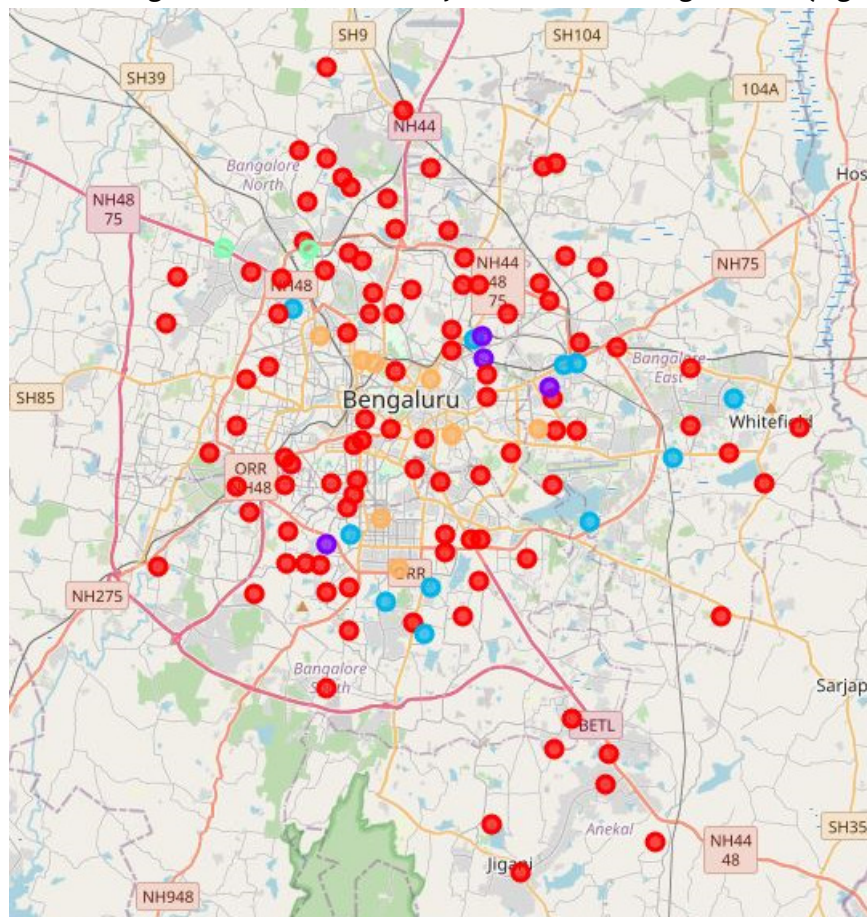 SH9
SH104
SH39
104A
NH44
Bangalore
North
Hos
NH48
75
NH44
48
75
NH75
NH48
Bangalore
East
SH85
Bengaluru
Whitefield
ORR
NH48
ORR
NH275
Bangalore
South
Sarjap
BETL
Anekal
SH35
NH44
48
Jigani
NH948